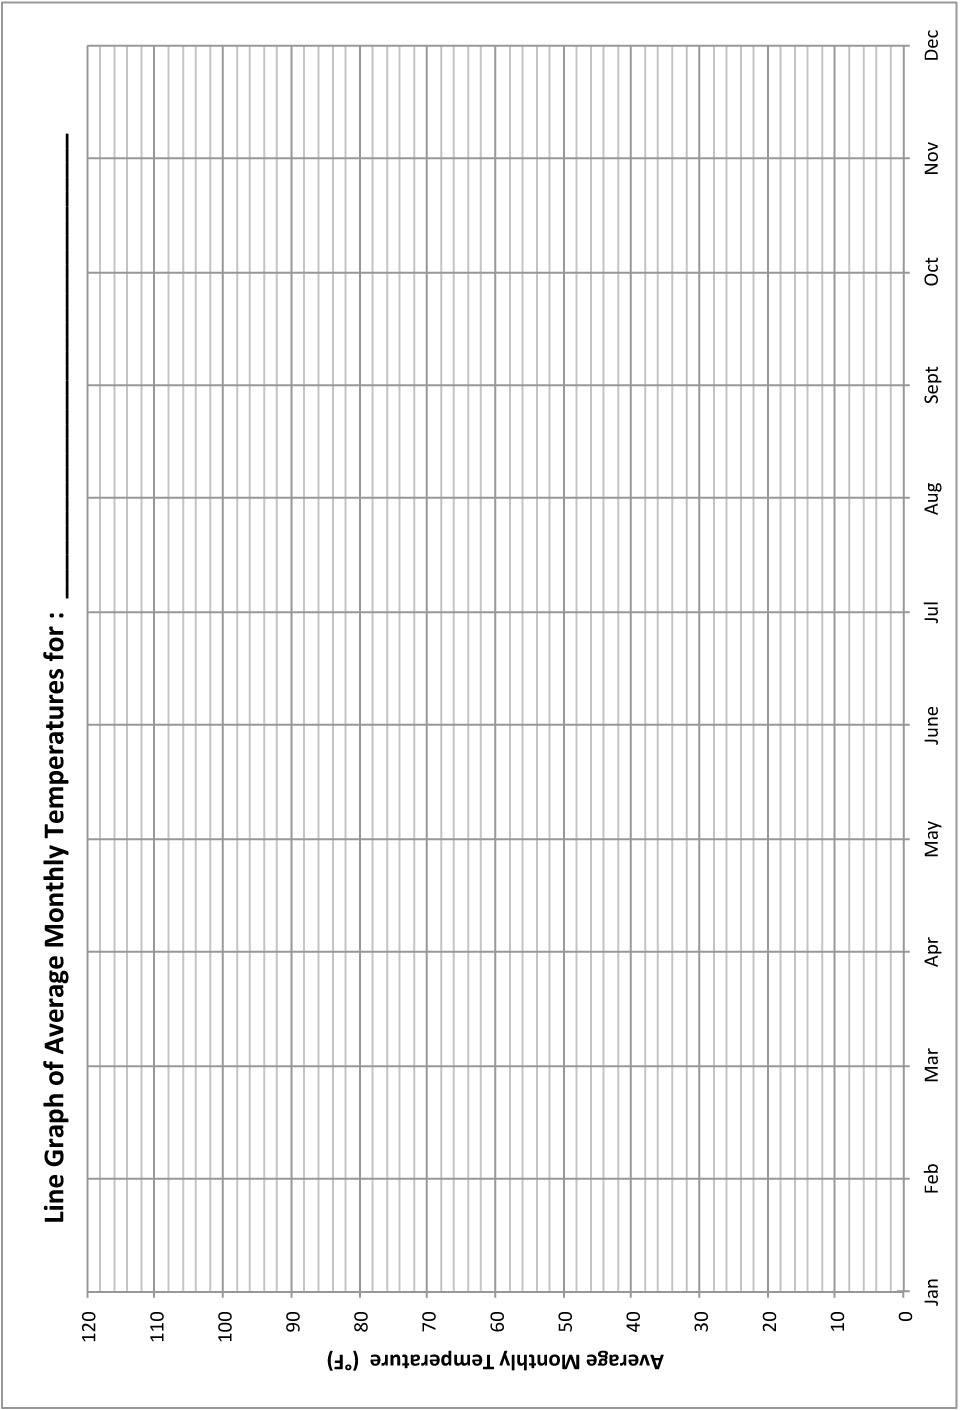 Line Graph of Average Monthly Temperatures for : ____________________
Average Monthly Temperature (°F)
120
110
100
90
80
70
60
50
40
30
20
10
0
Jan
Feb
Mar
Apr
May
June
Jul
Aug
Sept
Oct
Nov
Dec